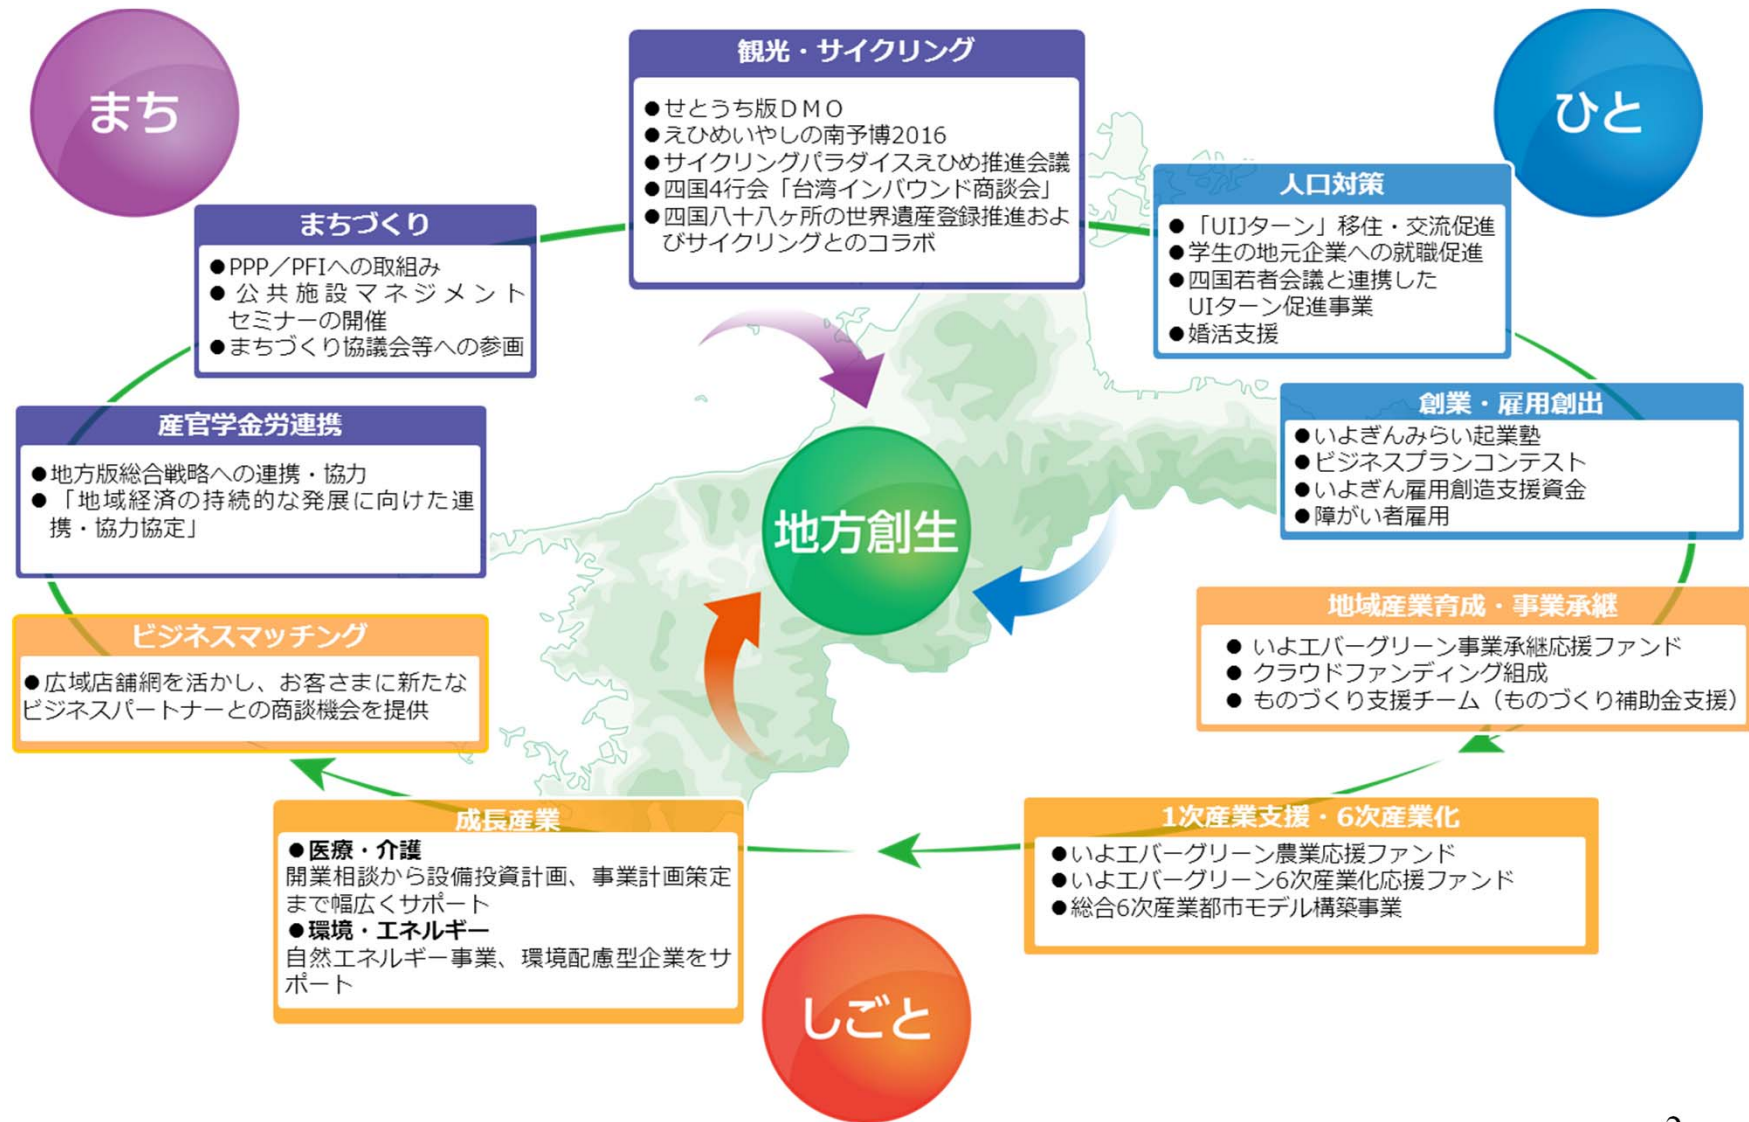 まち
ひと
観光・サイクリング
●せとうち版ＤＭＯ
●えひめいやしの南予博2016
●サイクリングパラダイスえひめ推進会議
●四国4行会「台湾インバウンド商談会」
●四国八十八ヶ所の世界遺産登録推進およ
びサイクリングとのコラボ
人口対策
●「UIJターン」移住・交流促進
●学生の地元企業への就職促進
●四国若者会議と連携した
UIターン促進事業
●婚活支援
まちづくり
●PPP／PFIへの取組み
●公共施設マネジメント
セミナーの開催
●まちづくり協議会等への参画
創業・雇用創出
●いよぎんみらい起業塾
●ビジネスプランコンテスト
●いよぎん雇用創造支援資金
●障がい者雇用
産官学金労連携
●地方版総合戦略への連携・協力
●「地域経済の持続的な発展に向けた連
携・協力協定」
地方創生
地域産業育成・事業承継
● いよエバーグリーン事業承継応援ファンド
● クラウドファンディング組成
● ものづくり支援チーム（ものづくり補助金支援）
ビジネスマッチング
●広域店舗網を活かし、お客さまに新たな
ビジネスパートナーとの商談機会を提供
成長産業
●医療・介護
開業相談から設備投資計画、事業計画策定
まで幅広くサポート
●環境・エネルギー
自然エネルギー事業、環境配慮型企業をサ
ポート
1次産業支援・6次産業化
●いよエバーグリーン農業応援ファンド
●いよエバーグリーン6次産業化応援ファンド
●総合6次産業都市モデル構築事業
しごと